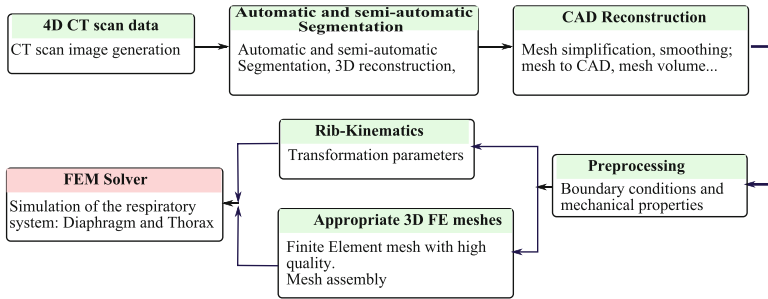 4D CT scan data
CT scan image generation
Automatic and semi-automatic
Segmentation
Automatic and semi-automatic
Segmentation, 3D reconstruction,
CAD Reconstruction
Mesh simplification, smoothing;
mesh to CAD, mesh volume...
Rib-Kinematics
Transformation parameters
Preprocessing
Boundary conditions and
mechanical properties
FEM Solver
Simulation of the respiratory
system: Diaphragm and Thorax
Appropriate 3D FE meshes
Finite Element mesh with high
quality.
Mesh assembly